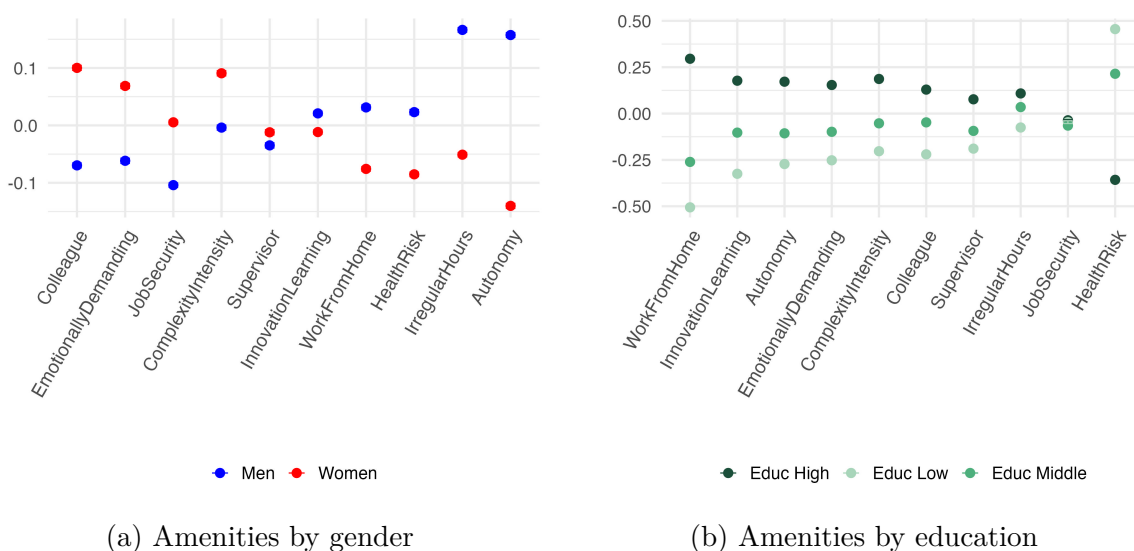 0.1
0.0
-0.1
Colleague
EmotionallyDemanding
JobSecurity
ComplexityIntensity
Supervisor
InnovationLearning
WorkFromHome
HealthRisk
IrregularHours
Autonomy
Men
Women
(a) Amenities by gender
0.50
0.25
0.00
-0.25
-0.50
WorkFromHome
InnovationLearning
Autonomy
EmotionallyDemanding
ComplexityIntensity
Colleague
Supervisor
IrregularHours
JobSecurity
HealthRisk
Educ High
Educ Low
Educ Middle
(b) Amenities by education